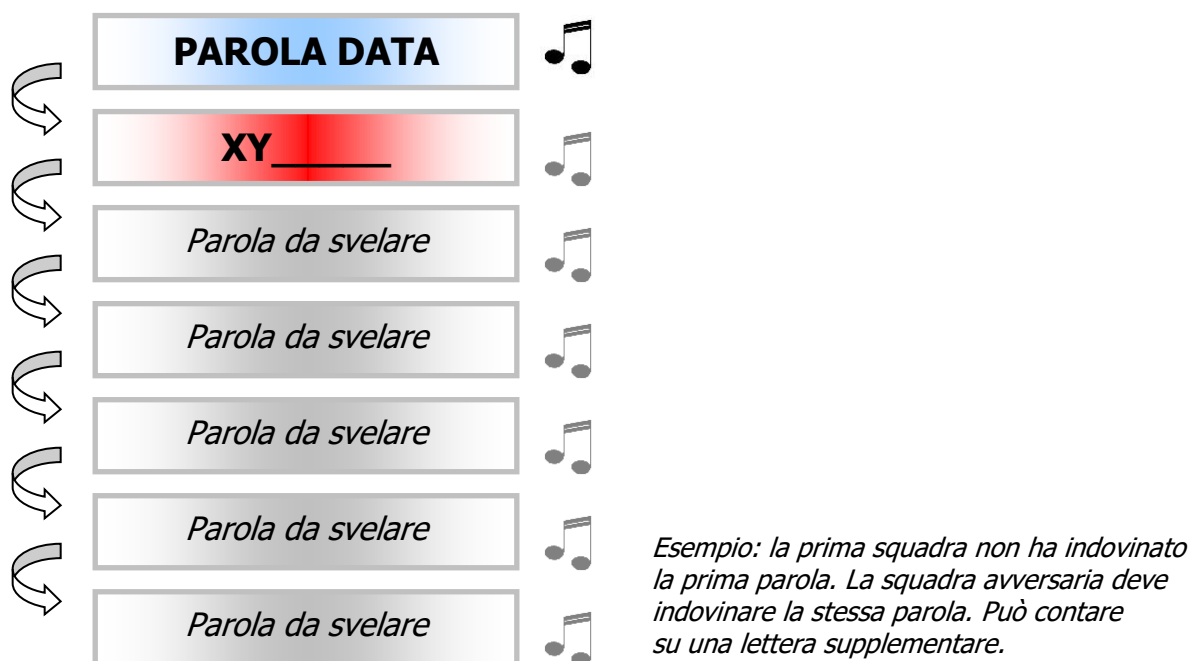 PAROLA DATA
XY______
Parola da svelare
Parola da svelare
Parola da svelare
Parola da svelare
Parola da svelare
Esempio: la prima squadra non ha indovinato
la prima parola. La squadra avversaria deve
indovinare la stessa parola. Può contare
su una lettera supplementare.